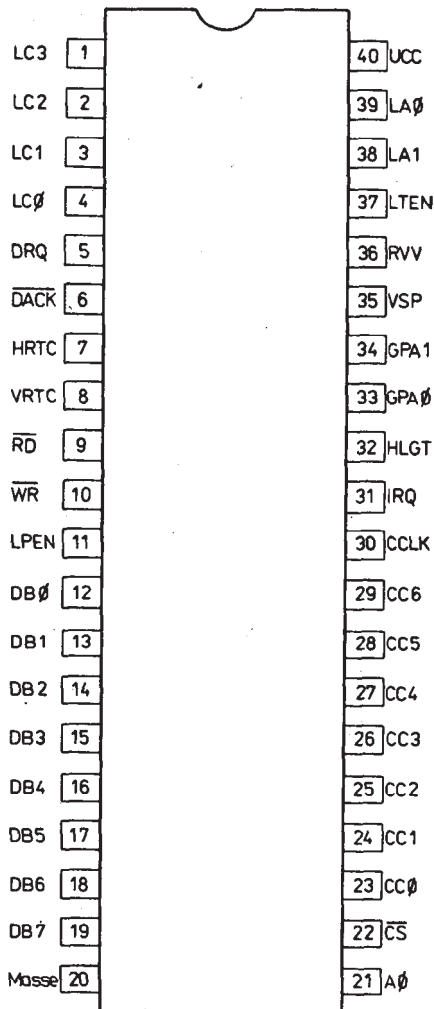 LC3 1 40 UCC
LC2 2 39 LAØ
LC1 3 38 LA1
LCØ 4 37 LTEN
DRQ 5 36 RVV
D̅A̅C̅K̅ 6 35 VSP
HRTC 7 34 GPA1
VRTC 8 33 GPAØ
R̅D̅ 9 32 HLGT
W̅R̅ 10 31 IRQ
LPEN 11 30 CCLK
DBØ 12 29 CC6
DB1 13 28 CC5
DB2 14 27 CC4
DB3 15 26 CC3
DB4 16 25 CC2
DB5 17 24 CC1
DB6 18 23 CCØ
DB7 19 22 C̅S̅
Masse 20 21 AØ